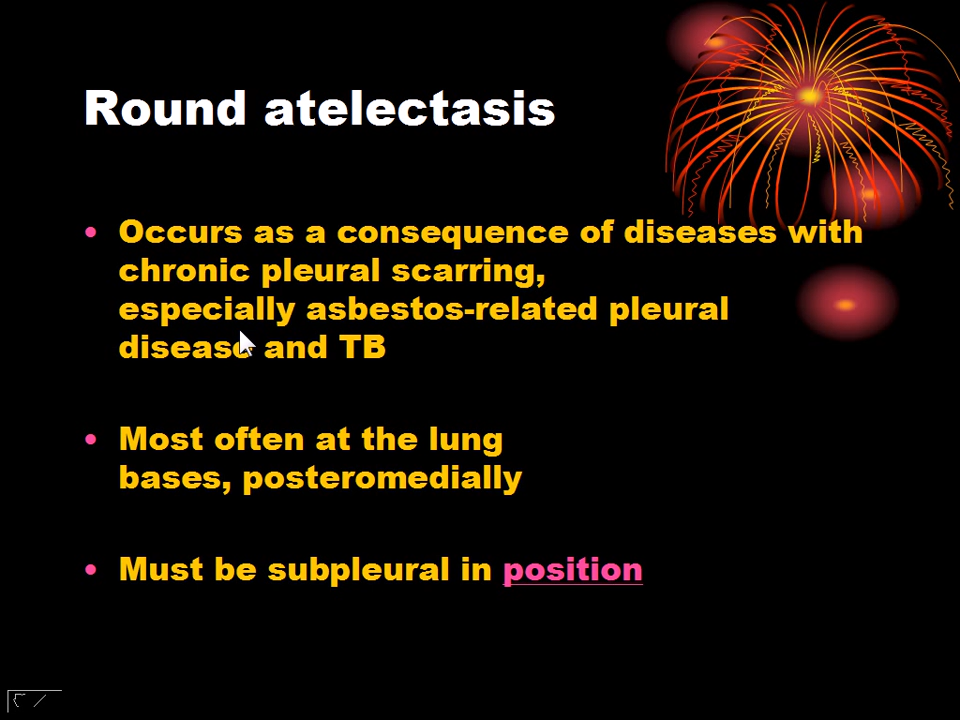 Round atelectasis
• Occurs as a consequence of diseases with
chronic pleural scarring,
especially asbestos-related pleural
disease and TB
• Most often at the lung
bases, posteromedially
• Must be subpleural in position